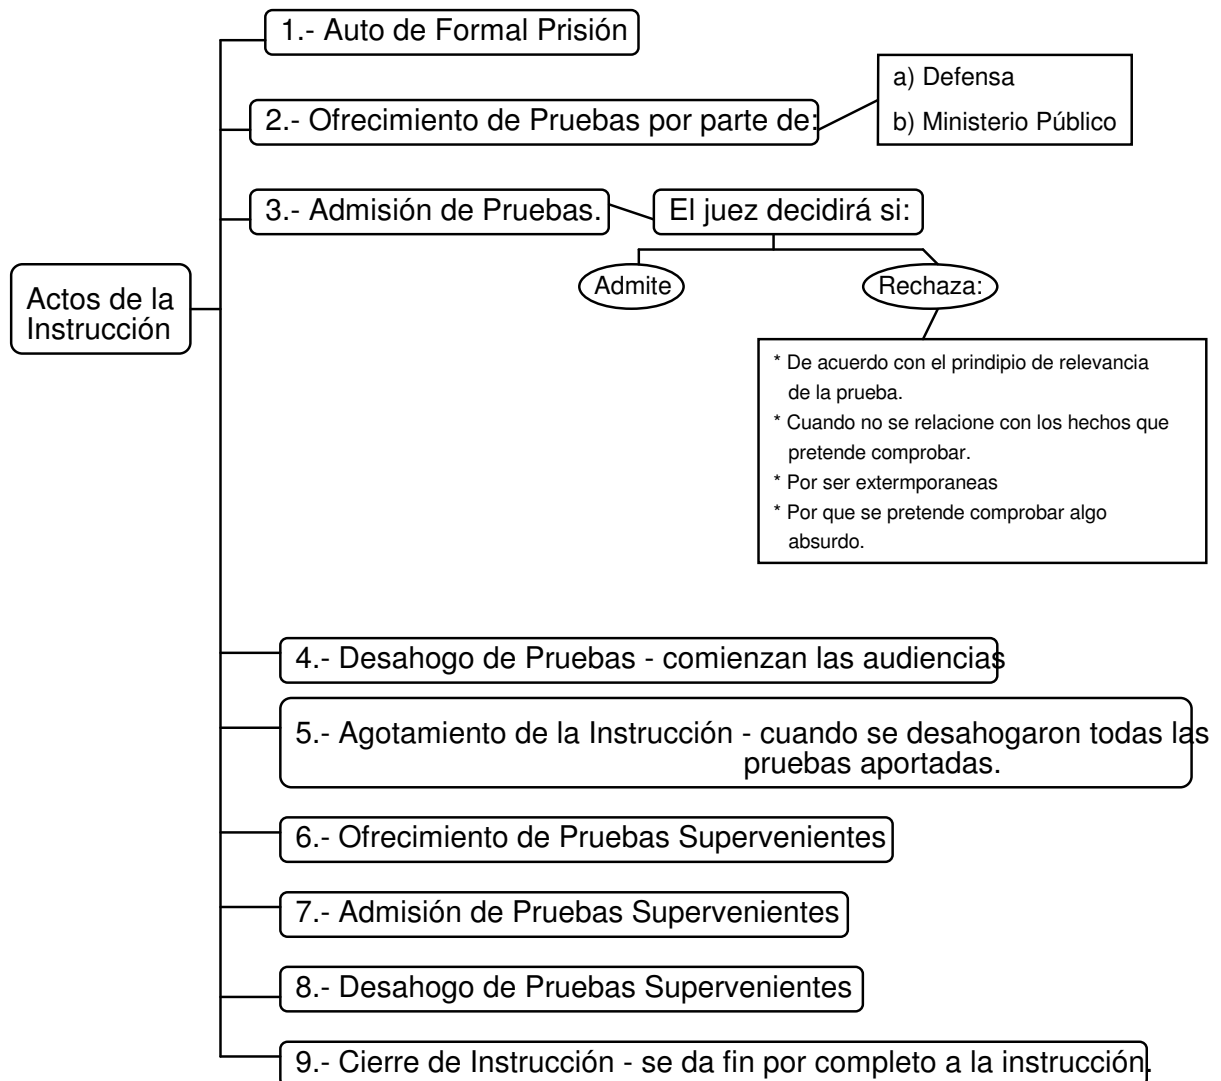 1.- Auto de Formal Prisión
a) Defensa
2.- Ofrecimiento de Pruebas por parte de:
b) Ministerio Público
3.- Admisión de Pruebas.
El juez decidirá si:
Admite
Rechaza:
Actos de la
Instrucción
* De acuerdo con el prindipio de relevancia
de la prueba.
* Cuando no se relacione con los hechos que
pretende comprobar.
* Por ser extermporaneas
* Por que se pretende comprobar algo
absurdo.
4.- Desahogo de Pruebas - comienzan las audiencias
5.- Agotamiento de la Instrucción - cuando se desahogaron todas las
pruebas aportadas.
6.- Ofrecimiento de Pruebas Supervenientes
7.- Admisión de Pruebas Supervenientes
8.- Desahogo de Pruebas Supervenientes
9.- Cierre de Instrucción - se da fin por completo a la instrucción.